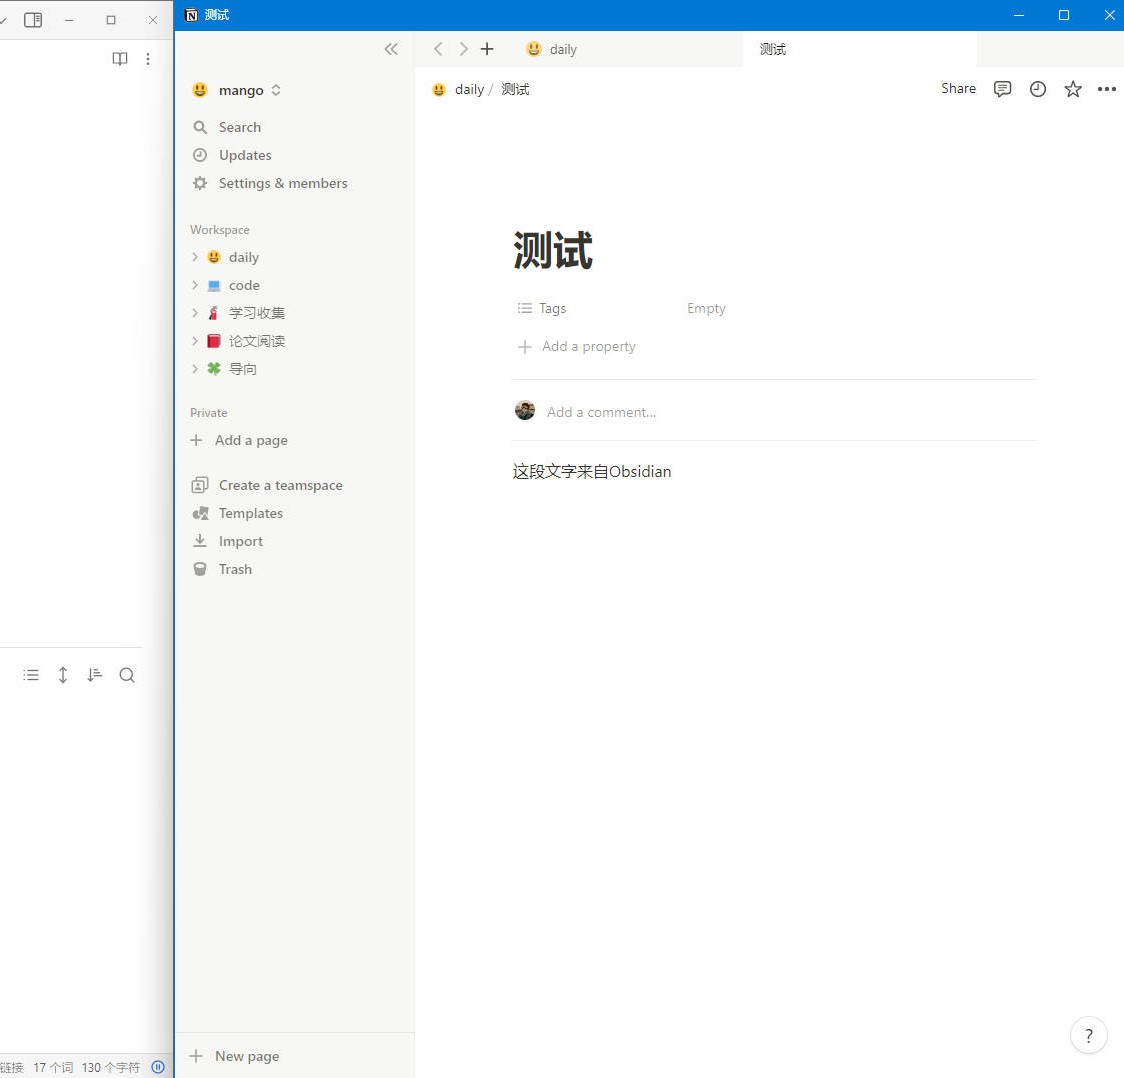 测试
daily
测试
mango
daily / 测试
Share
Search
Updates
Settings & members
Workspace
daily
code
学习收集
论文阅读
导向
测试
Tags
Empty
Add a property
Private
Add a comment...
Add a page
这段文字来自Obsidian
Create a teamspace
Templates
Import
Trash
New page
?
链接 17 个词 130 个字符